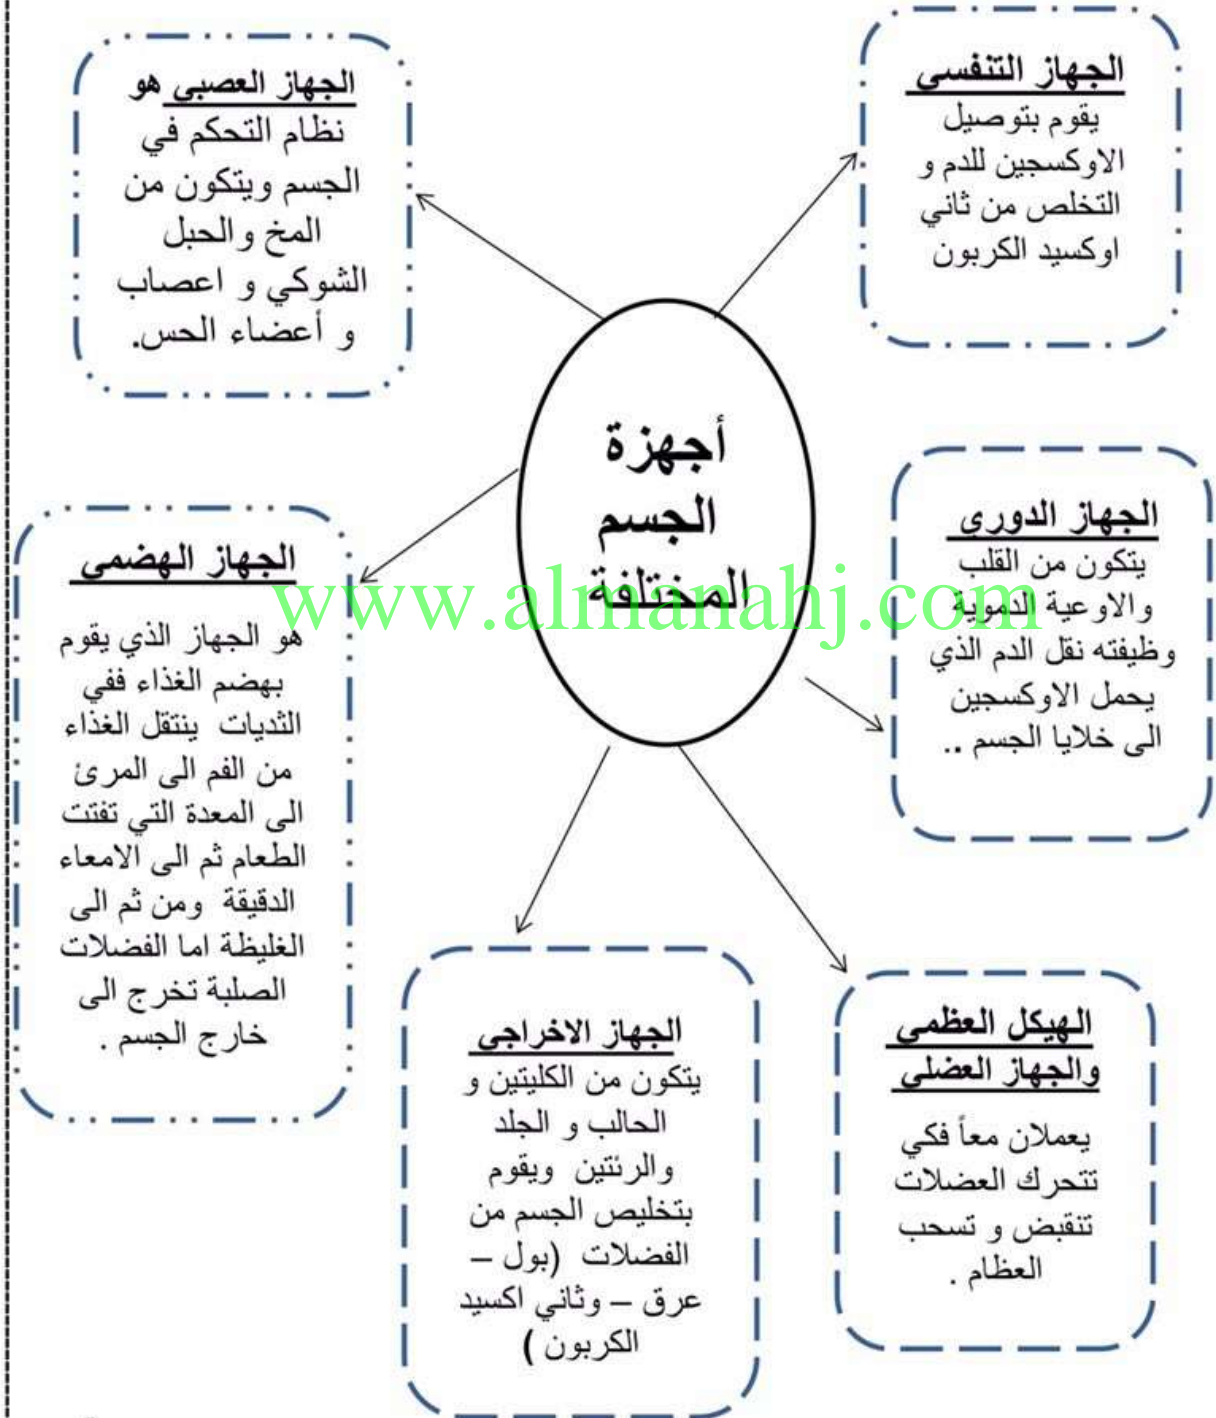 الجهاز التنفسي
يقوم بتوصيل
الاوكسجين للدم و
التخلص من ثاني
اوكسيد الكربون
الجهاز العصبي هو
نظام التحكم في
الجسم ويتكون من
المخ والحبل
الشوكي و اعصاب
و أعضاء الحس.
أجهزة
الجسم
المختلفة
www.almanahj.com
الجهاز الدوري
يتكون من القلب
والاوعية الدموية
وظيفته نقل الدم الذي
يحمل الاوكسجين
الى خلايا الجسم ..
الجهاز الهضمي
هو الجهاز الذي يقوم
بهضم الغذاء ففي
الثديات ينتقل الغذاء
من الفم الى المرئ
الى المعدة التي تفتت
الطعام ثم الى الامعاء
الدقيقة ومن ثم الى
الغليظة اما الفضلات
الصلبة تخرج الى
خارج الجسم .
الهيكل العظمي
والجهاز العضلي
يعملان معاً فكي
تتحرك العضلات
تنقبض و تسحب
العظام .
الجهاز الاخراجي
يتكون من الكليتين و
الحالب و الجلد
والرئتين ويقوم
بتخليص الجسم من
الفضلات (بول –
عرق – وثاني اكسيد
الكربون )